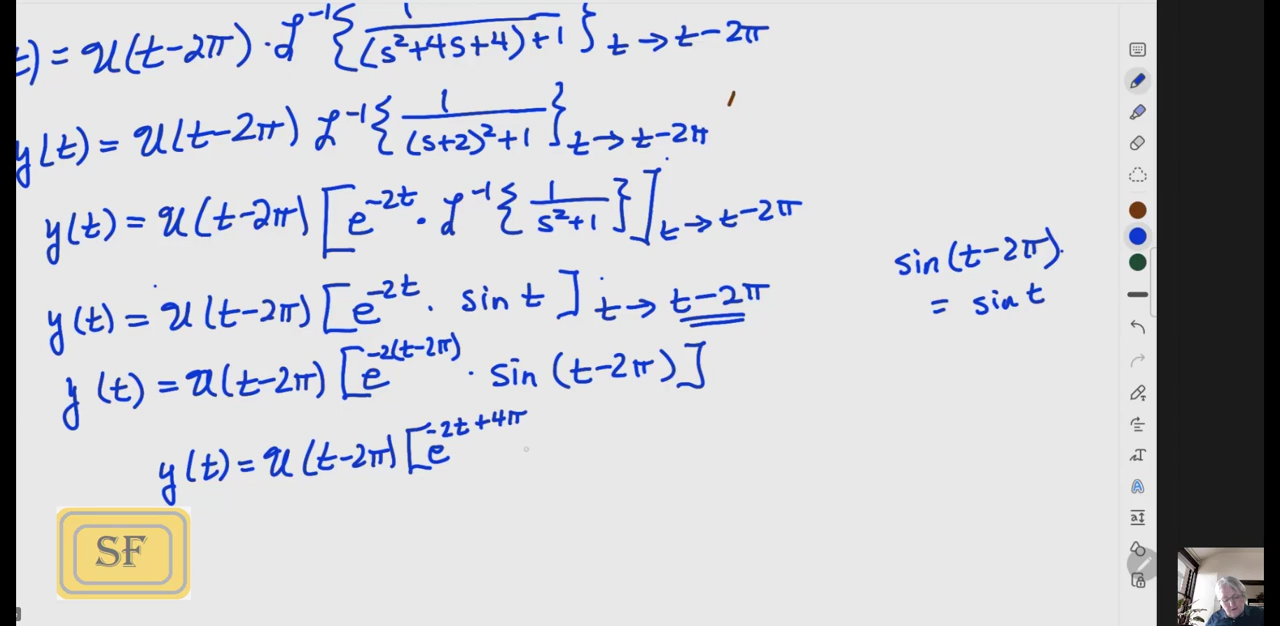 t) = 𝒰(t-2π) · ℒ⁻¹{1/((s²+4s+4)+1)} t → t-2π
y(t) = 𝒰(t-2π) ℒ⁻¹{1/((s+2)²+1)} t → t-2π
y(t) = 𝒰(t-2π) [e^(-2t) · ℒ⁻¹{1/(s²+1)}] t → t-2π
sin(t-2π)
= sin t
y(t) = 𝒰(t-2π) [e^(-2t) · sin t] t → t-2π
y(t) = 𝒰(t-2π) [e^(-2(t-2π)) · sin (t-2π)]
y(t) = 𝒰(t-2π) [e^(-2t+4π)
SF